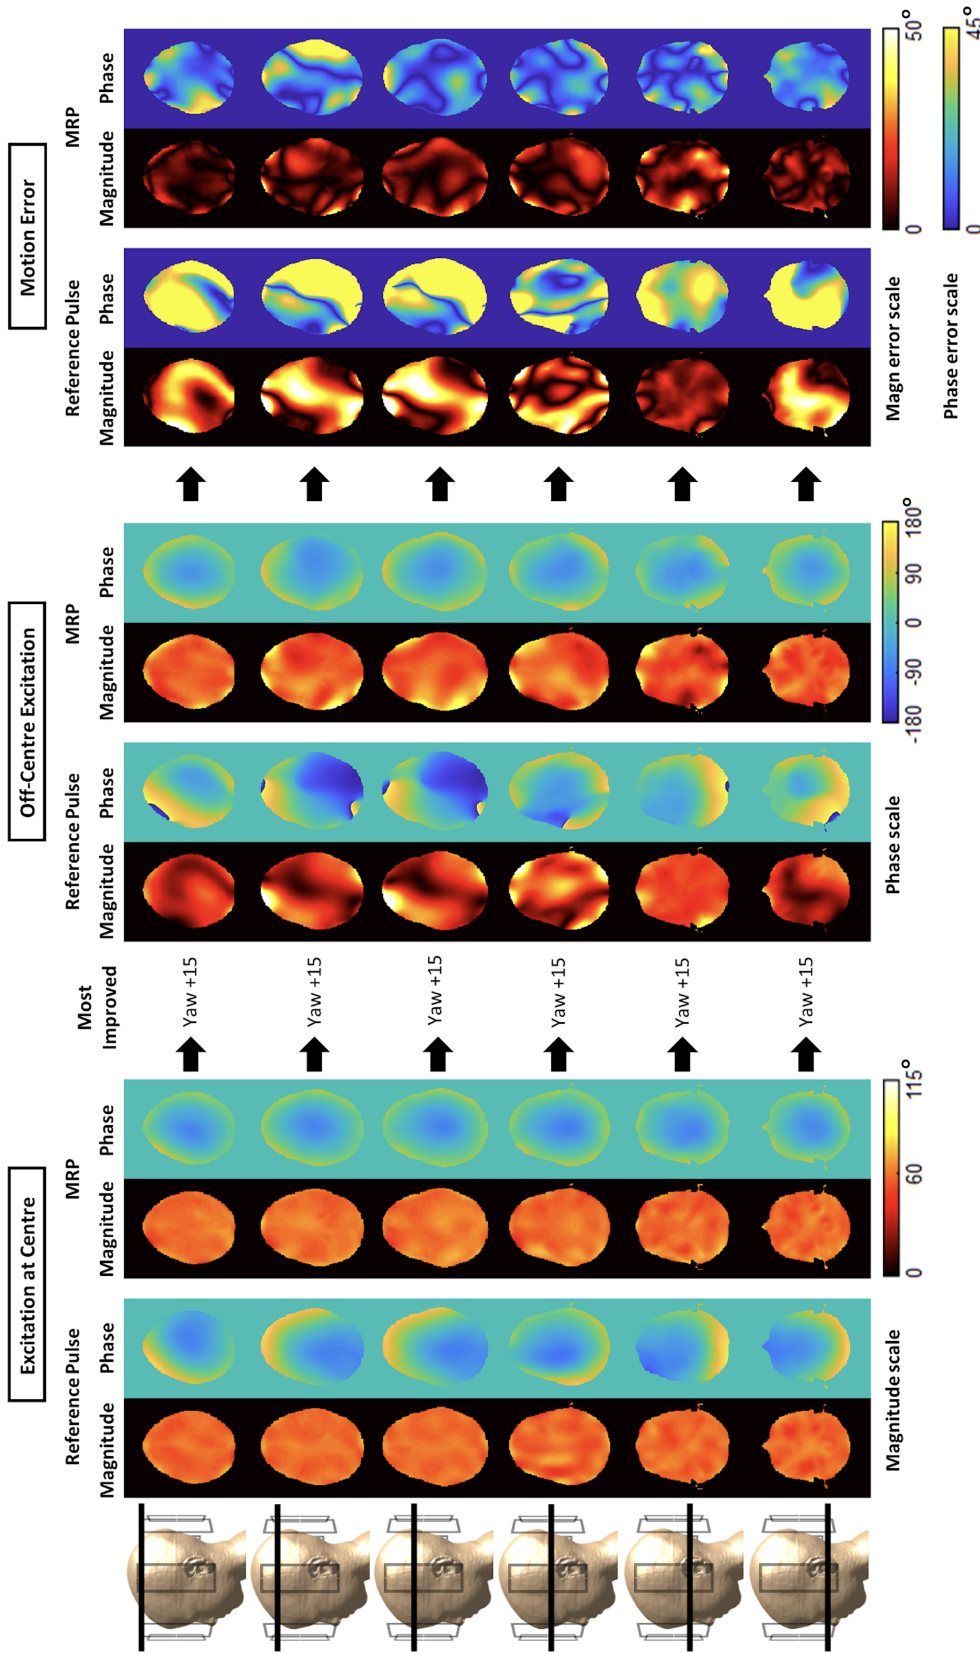 Excitation at Centre
Off-Centre Excitation
Motion Error
Reference Pulse
MRP
Most
Improved
Reference Pulse
MRP
Reference Pulse
MRP
Magnitude
Phase
Magnitude
Phase
Magnitude
Phase
Magnitude
Phase
Magnitude
Phase
Magnitude
Phase
Yaw +15
Yaw +15
Yaw +15
Yaw +15
Yaw +15
Yaw +15
Magnitude scale
0
60
115°
Phase scale
-180
-90
0
90
180°
Magn error scale
0
50°
Phase error scale
0
45°